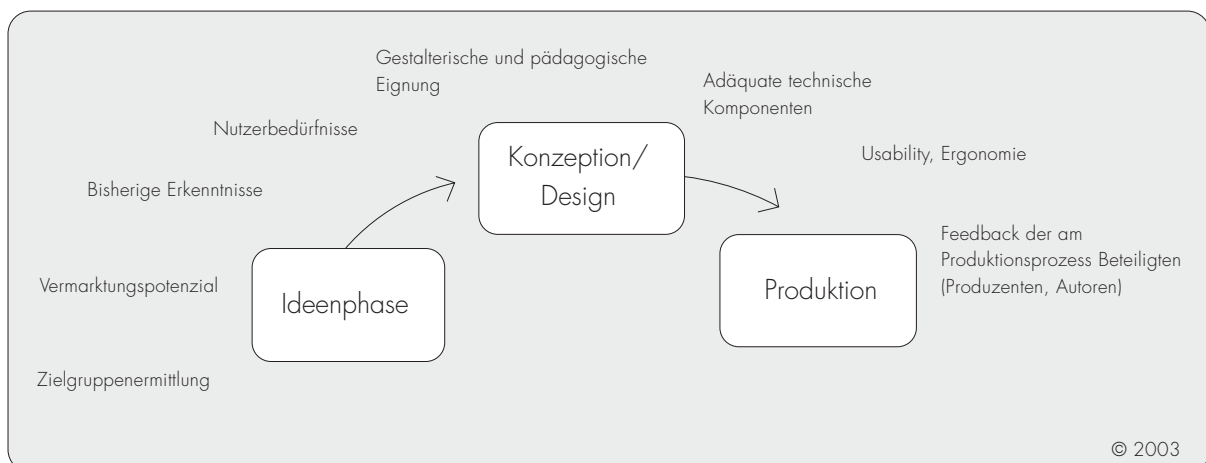 Gestalterische und pädagogische
Eignung
Adäquate technische
Komponenten
Nutzerbedürfnisse
Konzeption/
Design
Usability, Ergonomie
Bisherige Erkenntnisse
Feedback der am
Produktionsprozess Beteiligten
(Produzenten, Autoren)
Vermarktungspotenzial
Ideenphase
Produktion
Zielgruppenermittlung
© 2003